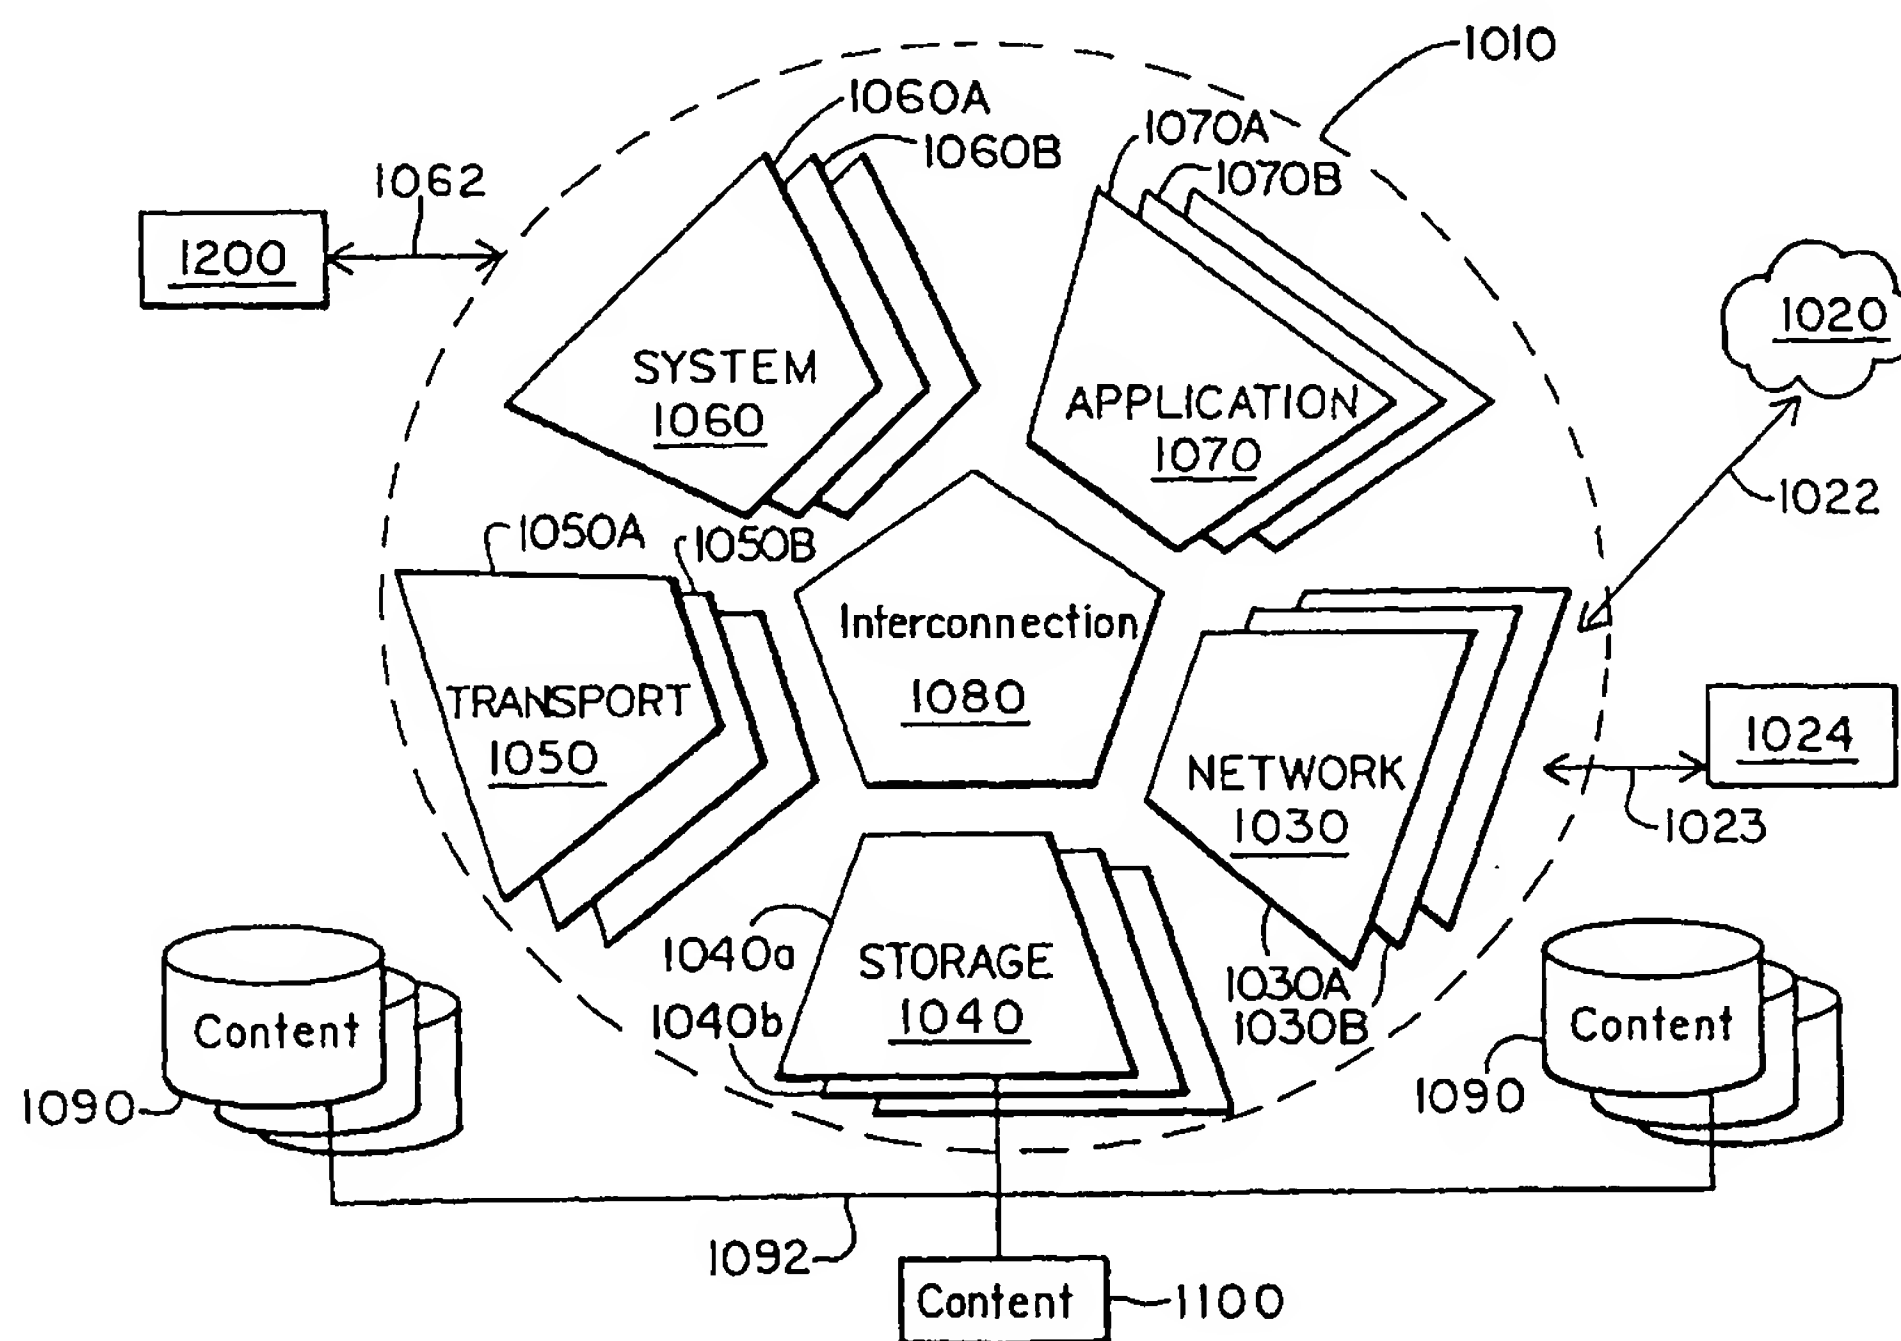 1010
1060A
1060B
1070A
1070B
1062
1200
1020
SYSTEM
1060
APPLICATION
1070
1022
1050A
1050B
Interconnection
1080
TRANSPORT
1050
1024
NETWORK
1030
1023
1040a
STORAGE
1040
1040b
1030A
1030B
Content
1090
Content
1090
1092
Content
1100